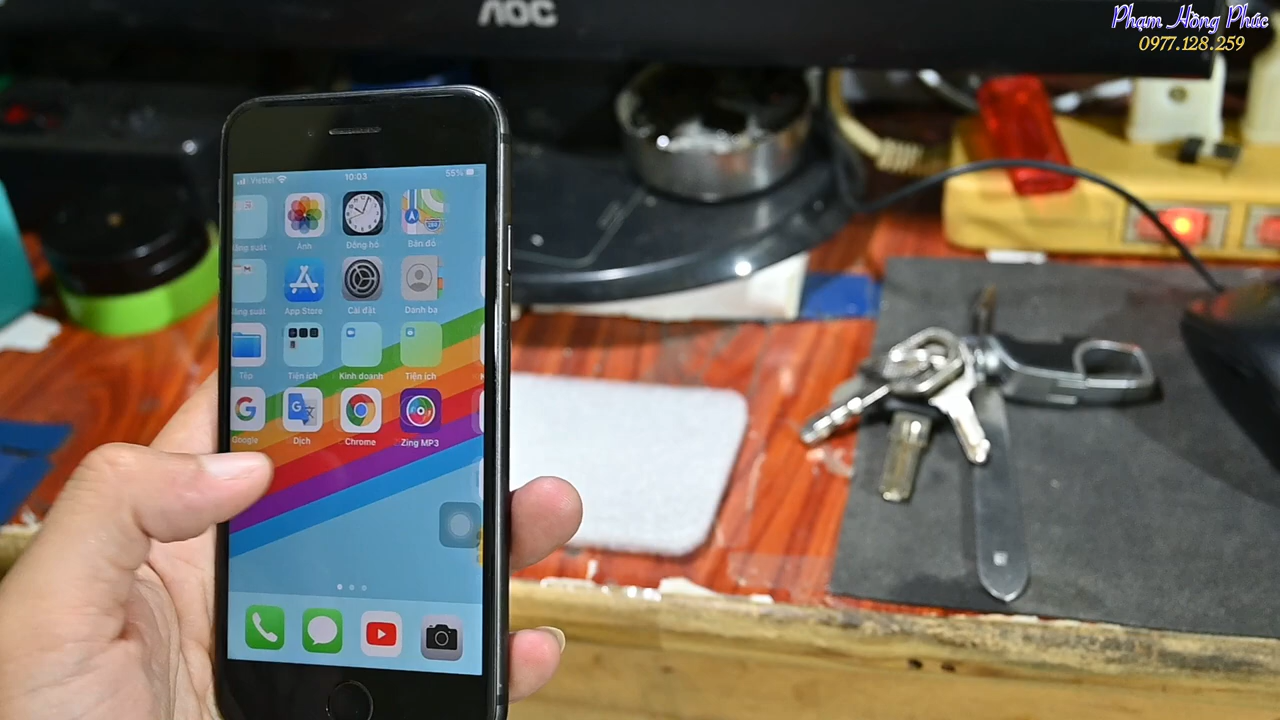 AOC
Phạm Hồng Phúc
0977.128.259
Viettel 10:03 55%
Ảnh Đồng hồ Bản đồ
App Store Cài đặt Danh bạ
Tệp Tiện ích Kinh doanh Tiện ích
Google Dịch Chrome Zing MP3